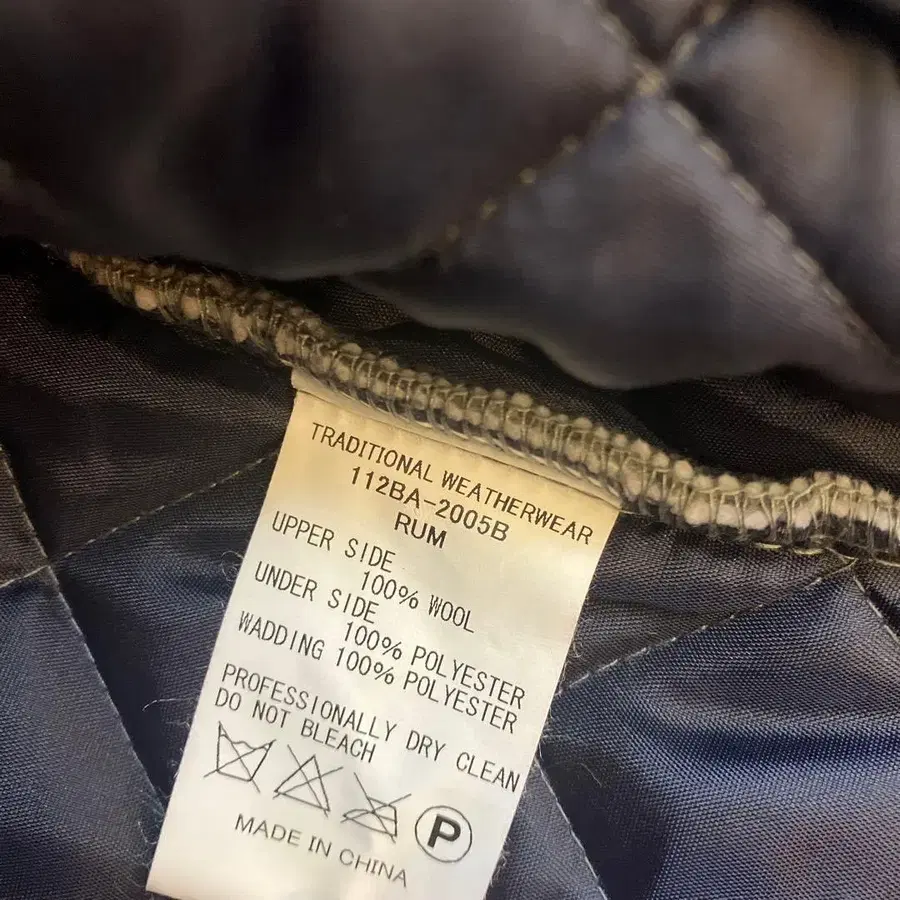 TRADITIONAL WEATHERWEAR
112BA-2005B
RUM
UPPER SIDE
100% WOOL
UNDER SIDE
100% POLYESTER
WADDING 100% POLYESTER
PROFESSIONALLY DRY CLEAN
DO NOT BLEACH
P
MADE IN CHINA